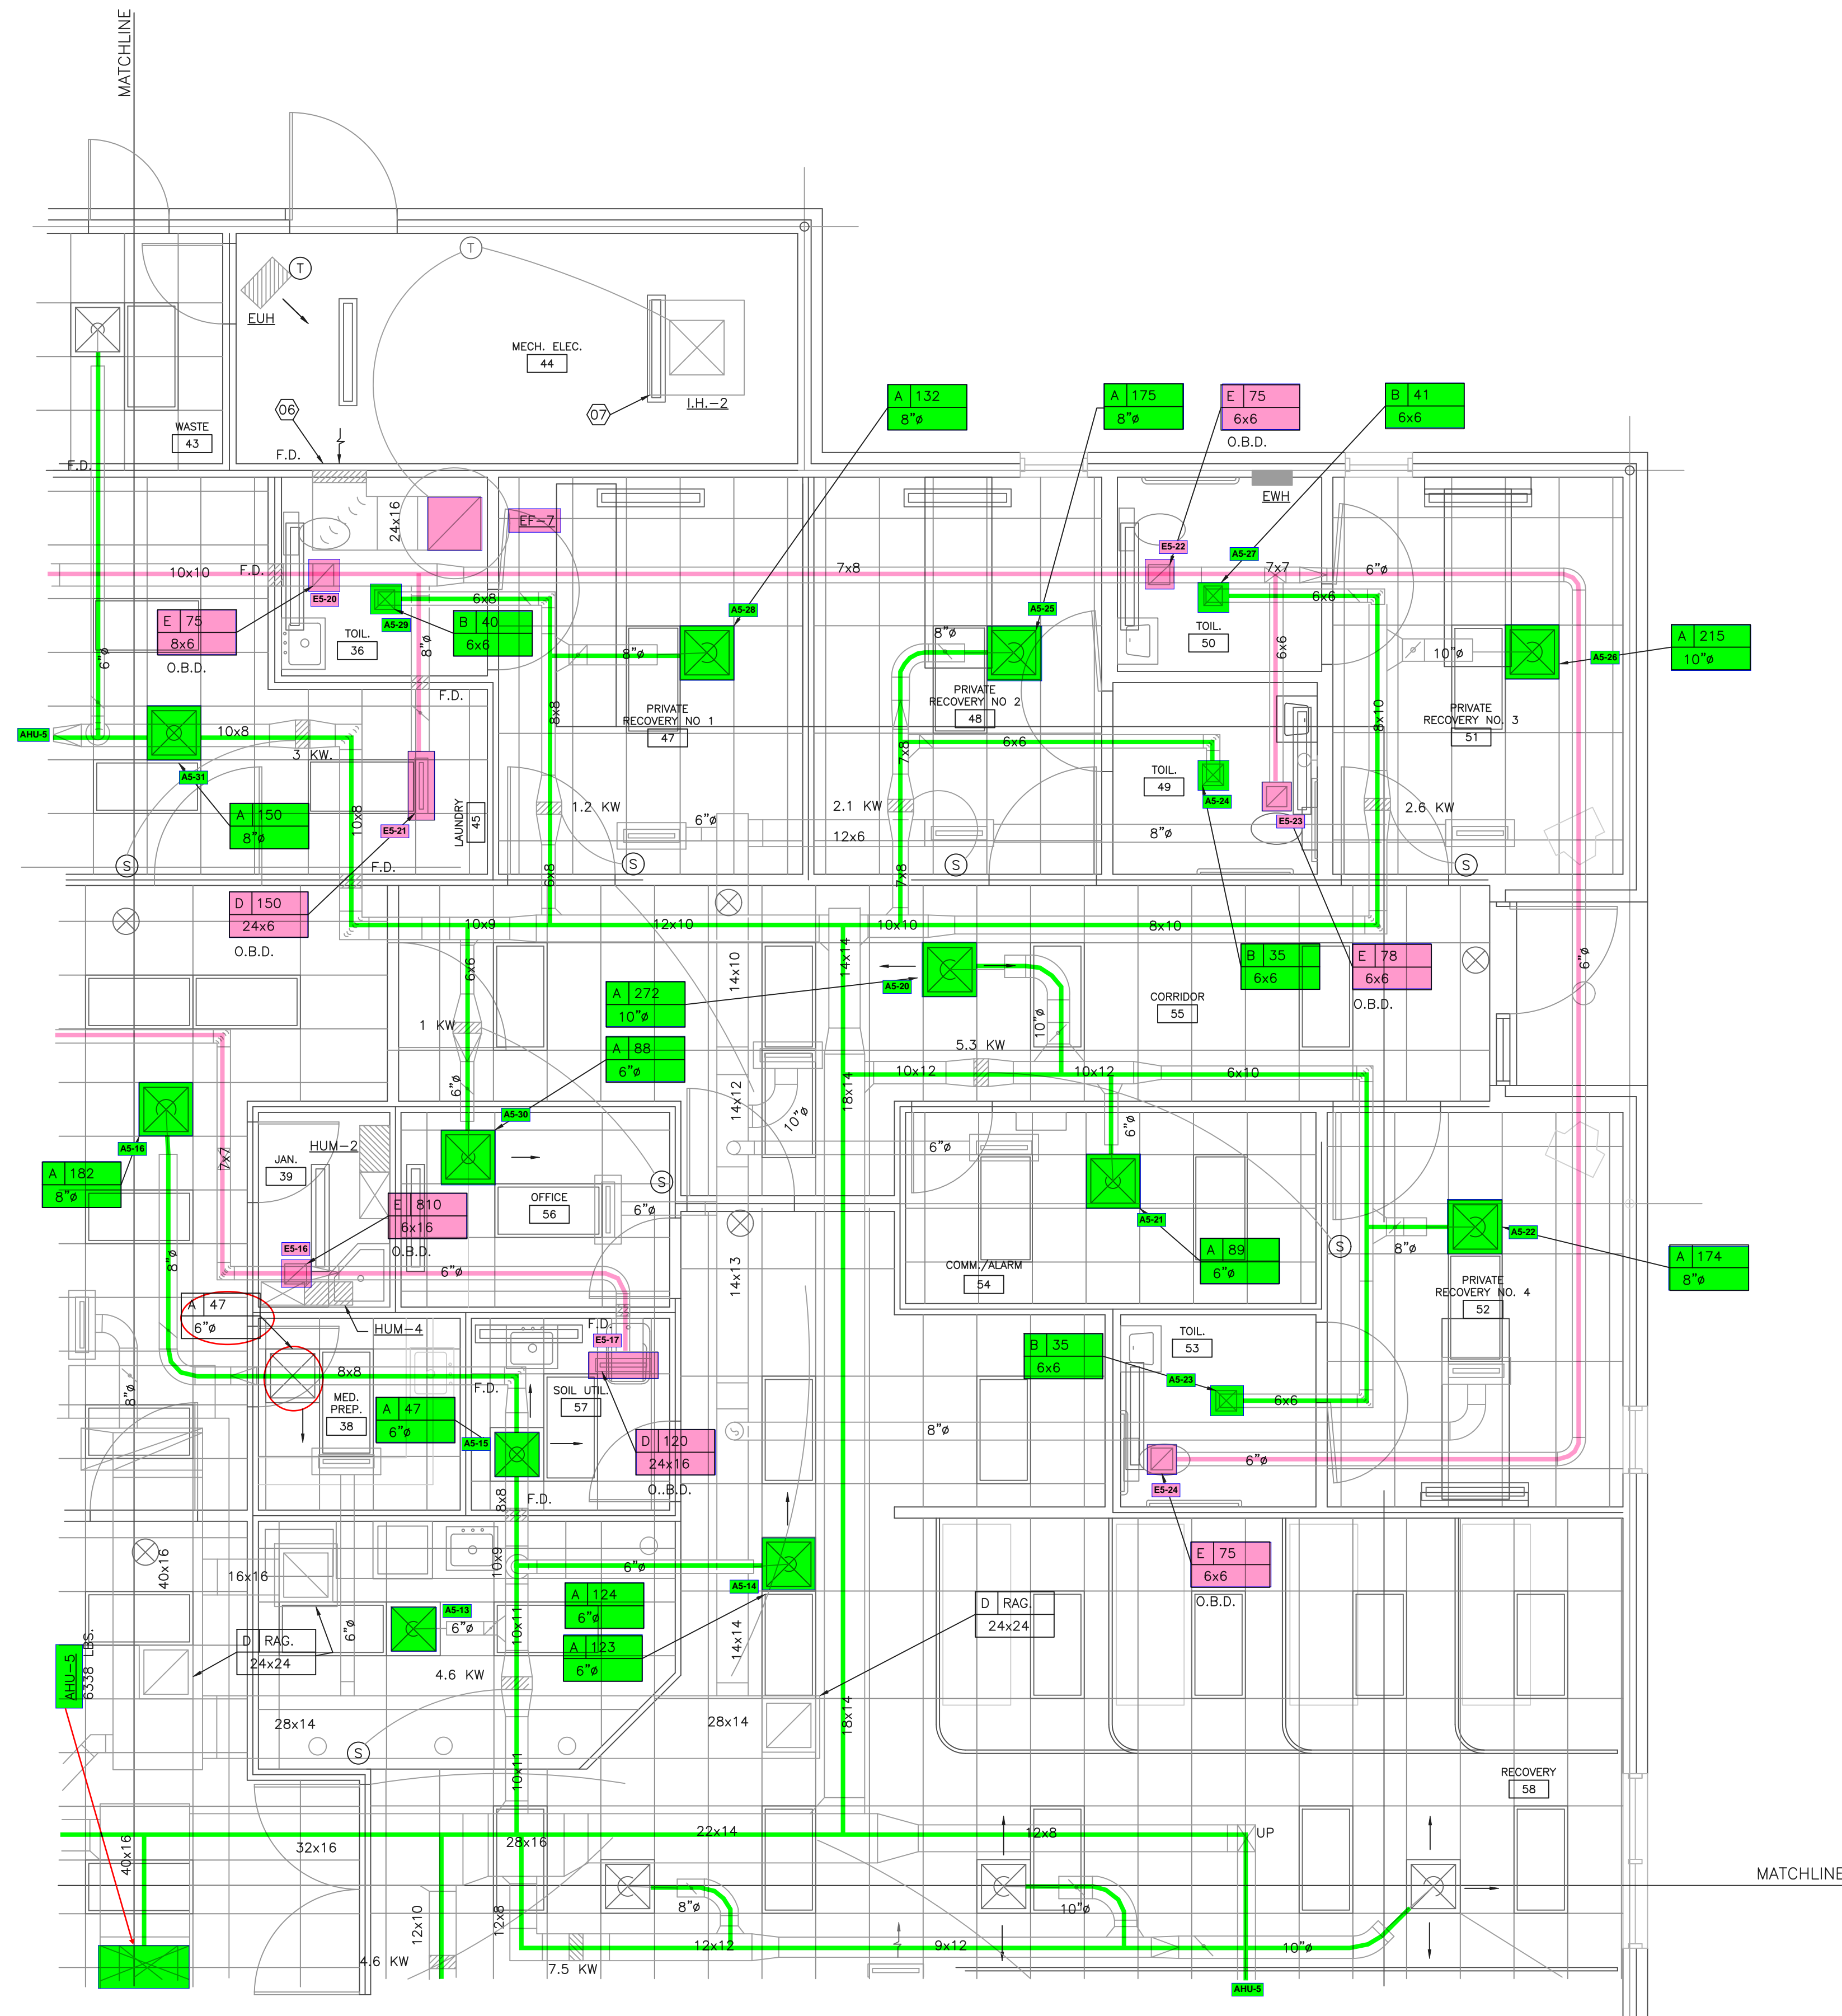 MATCHLINE
T
T
EUH
MECH. ELEC.
44
I.H.-2
06
07
WASTE
43
F.D.
F.D.
A 132
8"ø
A 175
8"ø
E 75
6x6
O.B.D.
B 41
6x6
EWH
24x16
EF-7
E5-22
A5-27
10x10
F.D.
7x8
7x7
6"ø
E5-20
6x8
6x6
A5-28
A5-25
E 75
8x6
O.B.D.
A5-29
B 40
6x6
TOIL.
36
8"ø
8"ø
8"ø
TOIL.
50
6x6
10"ø
A5-26
A 215
10"ø
6"ø
F.D.
PRIVATE
RECOVERY NO 1
47
8x8
PRIVATE
RECOVERY NO 2
48
PRIVATE
RECOVERY NO. 3
51
8x10
AHU-5
10x8
3 KW.
7x8
6x6
A5-31
TOIL.
49
A5-24
A 150
8"ø
10x8
E5-21
LAUNDRY
45
1.2 KW
6"ø
2.1 KW
12x6
8"ø
E5-23
2.6 KW
S
S
S
S
F.D.
6x8
7x8
D 150
24x6
O.B.D.
10x9
12x10
10x10
8x10
6x6
14x10
14x14
B 35
6x6
E 78
6x6
O.B.D.
6"ø
A 272
10"ø
A5-20
CORRIDOR
55
1 KW
A 88
6"ø
5.3 KW
10"ø
6"ø
10x12
10x12
6x10
14x12
10"ø
18x14
A5-30
A5-16
7x7
JAN.
39
HUM-2
6"ø
6"ø
A 182
8"ø
S
E 810
6x16
O.B.D.
OFFICE
56
6"ø
A5-21
A5-22
8"ø
E5-16
6"ø
14x13
S
8"ø
A 89
6"ø
COMM./ALARM
54
A 174
8"ø
PRIVATE
RECOVERY NO. 4
52
A 47
6"ø
HUM-4
F.D.
E5-17
B 35
6x6
TOIL.
53
8x8
8"ø
F.D.
MED.
PREP.
38
SOIL UTIL.
57
A5-23
6x6
A 47
6"ø
A5-15
D 120
24x16
O..B.D.
S
8"ø
6"ø
8x8
F.D.
E5-24
40x16
16x16
10x9
6"ø
A5-14
E 75
6x6
O.B.D.
A5-13
6"ø
6"ø
10x11
A 124
6"ø
D RAG.
24x24
D RAG.
24x24
A 123
6"ø
14x14
AHU-5
6338 LBS.
4.6 KW
28x14
28x14
18x14
S
10x11
RECOVERY
58
40x16
32x16
28x16
22x14
12x8
UP
MATCHLINE
12x10
12x8
8"ø
10"ø
4.6 KW
7.5 KW
12x12
9x12
10"ø
AHU-5